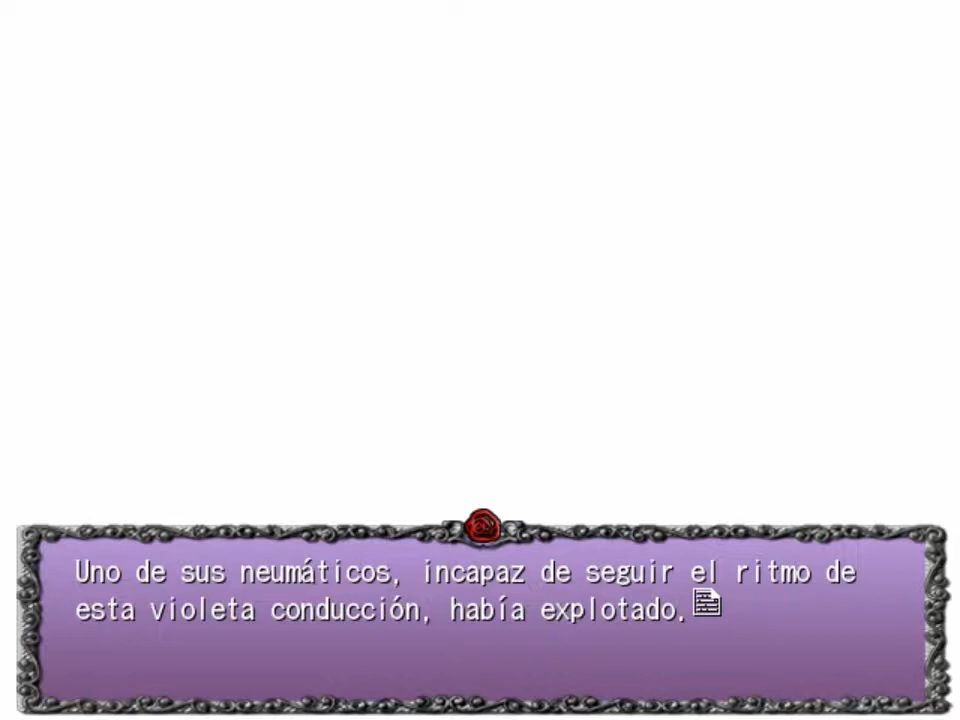 Uno de sus neumáticos, incapaz de seguir el ritmo de
esta violeta conducción, había explotado.